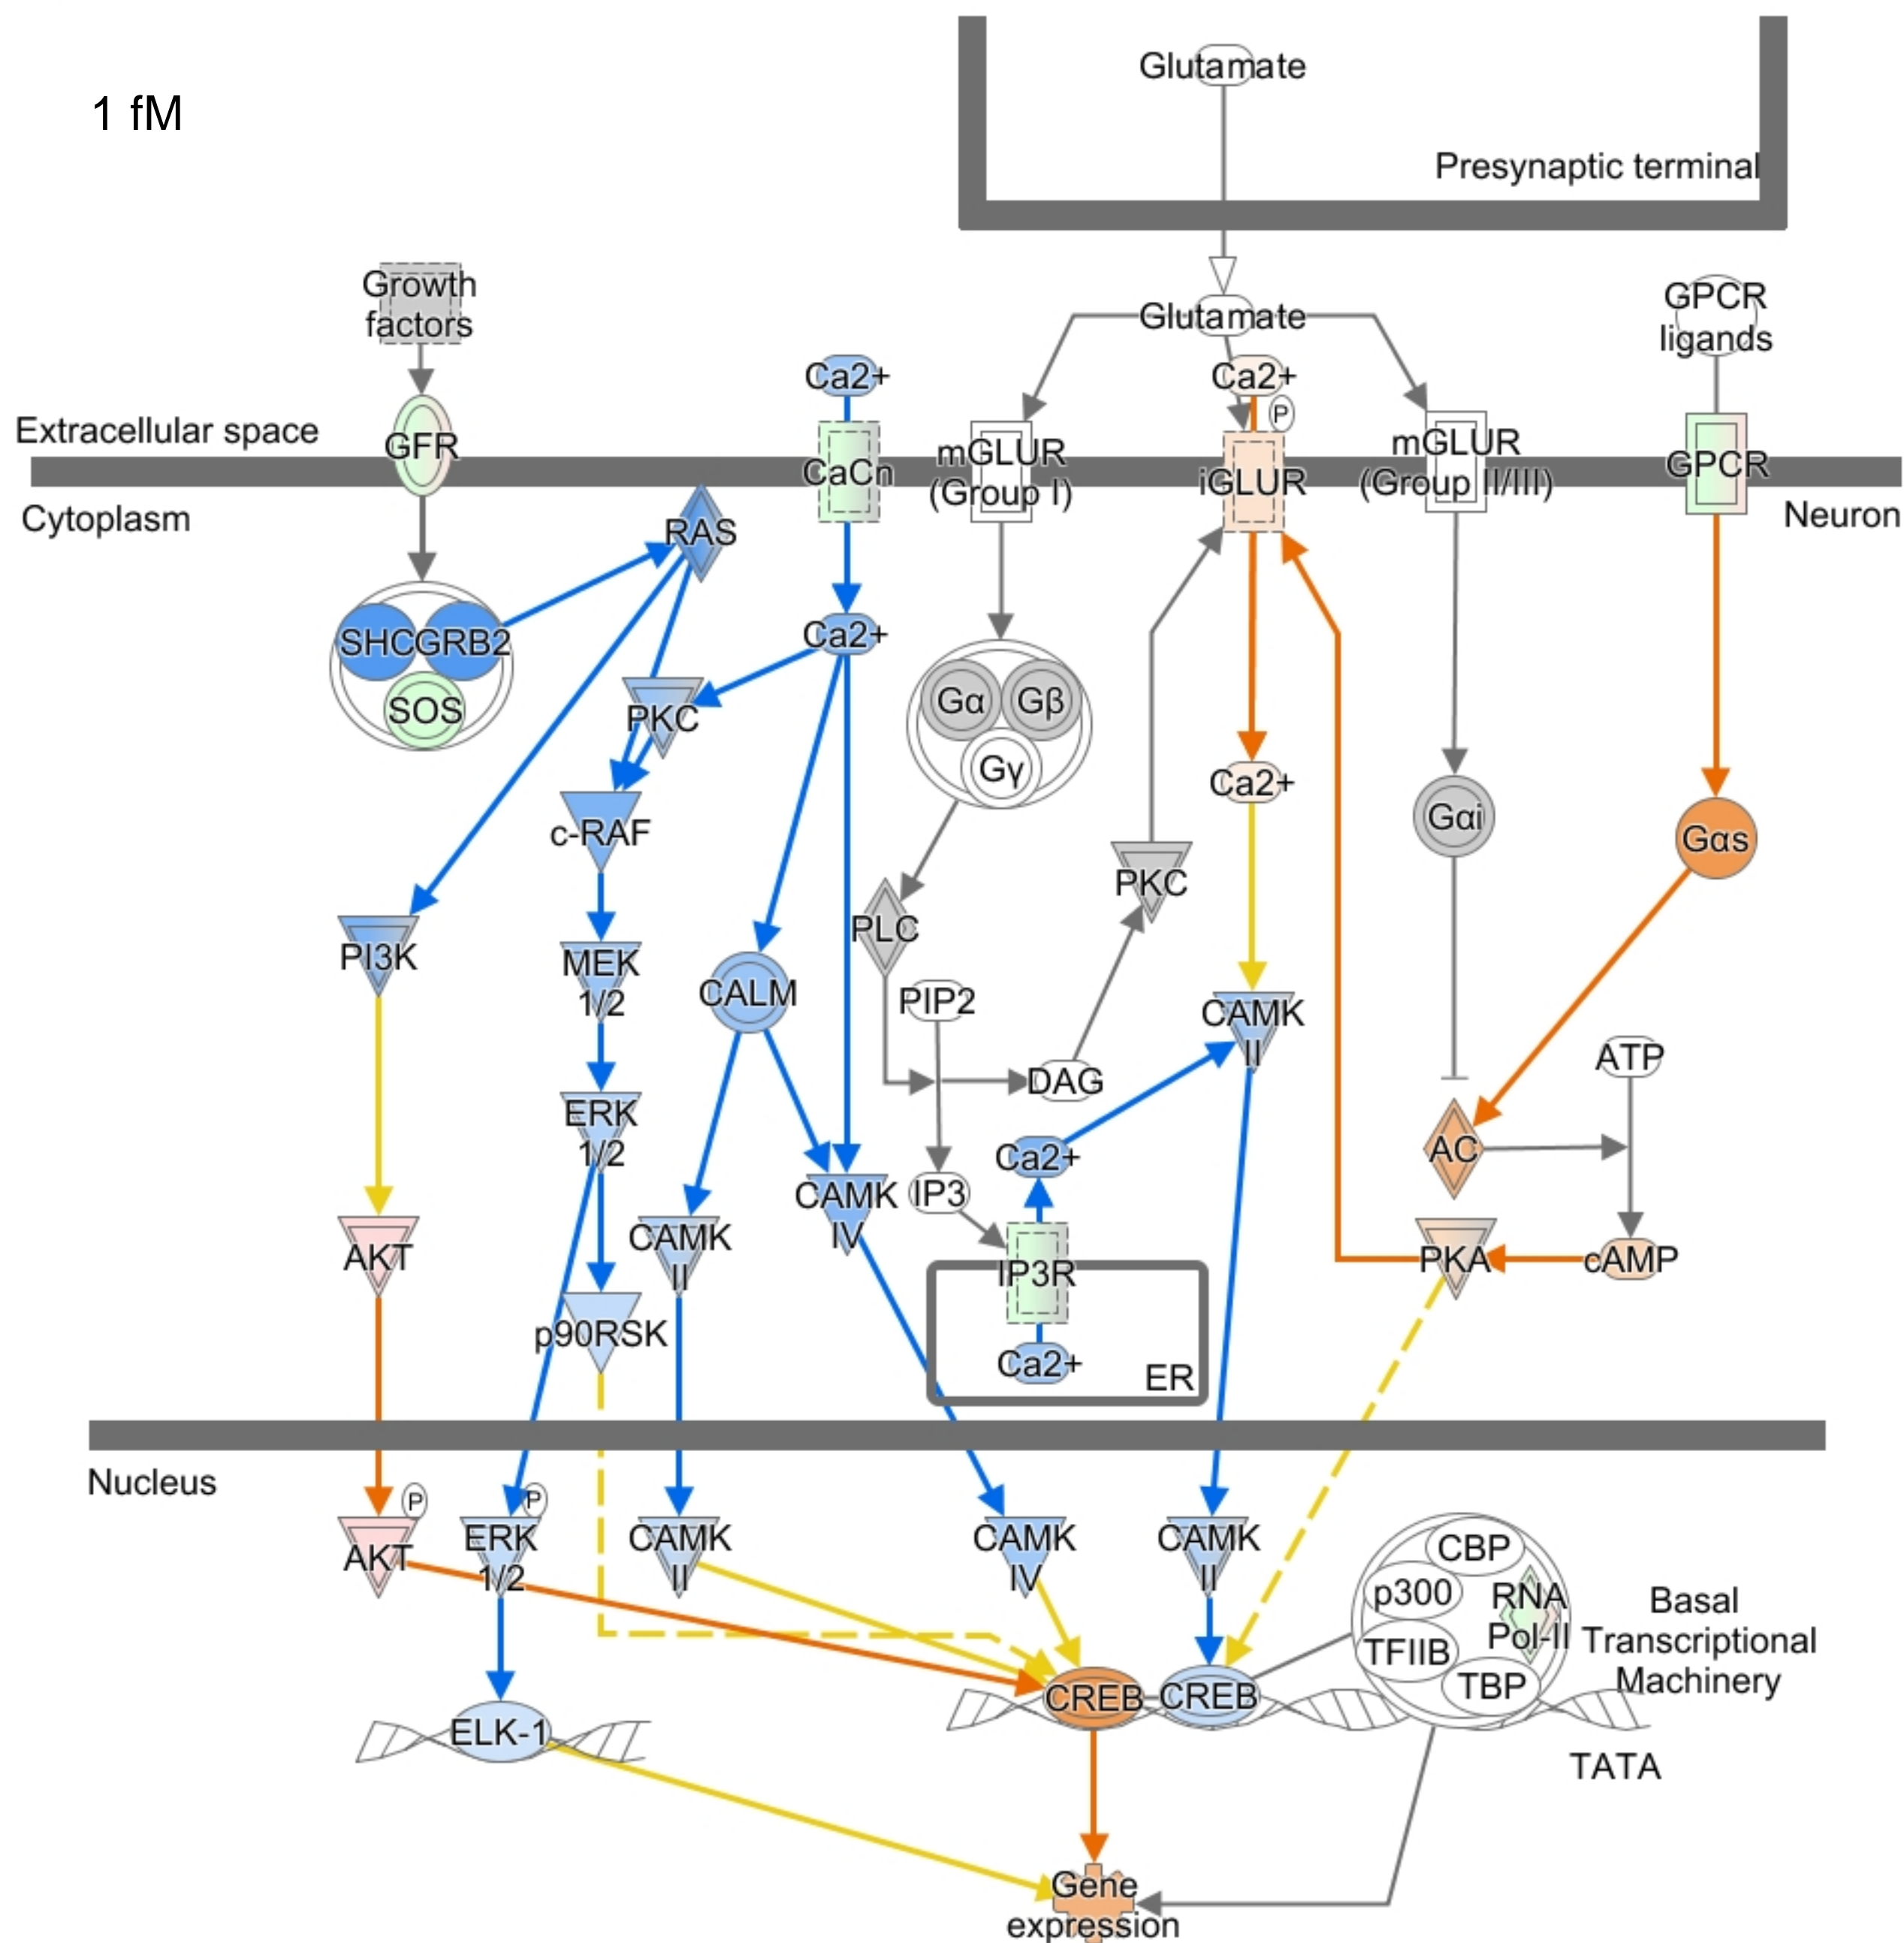 1 fM
Glutamate
Presynaptic terminal
Growth
factors
Glutamate
GPCR
ligands
Ca2+
Ca2+
P
Extracellular space
GFR
CaCn
mGLUR
(Group I)
iGLUR
mGLUR
(Group II/III)
GPCR
Cytoplasm
RAS
Neuron
SHC
GRB2
SOS
Ca2+
PKC
Gα
Gβ
Gγ
Ca2+
c-RAF
Gαi
Gαs
PKC
PLC
PI3K
MEK
1/2
CALM
PIP2
CAMK
II
ATP
DAG
ERK
1/2
Ca2+
AC
CAMK
IV
IP3
AKT
CAMK
II
IP3R
PKA
cAMP
p90RSK
Ca2+
ER
Nucleus
P
P
AKT
ERK
1/2
CAMK
II
CAMK
IV
CAMK
II
CBP
p300
RNA
Pol-II
TFIIB
TBP
Basal
Transcriptional
Machinery
CREB
CREB
ELK-1
TATA
Gene
expression